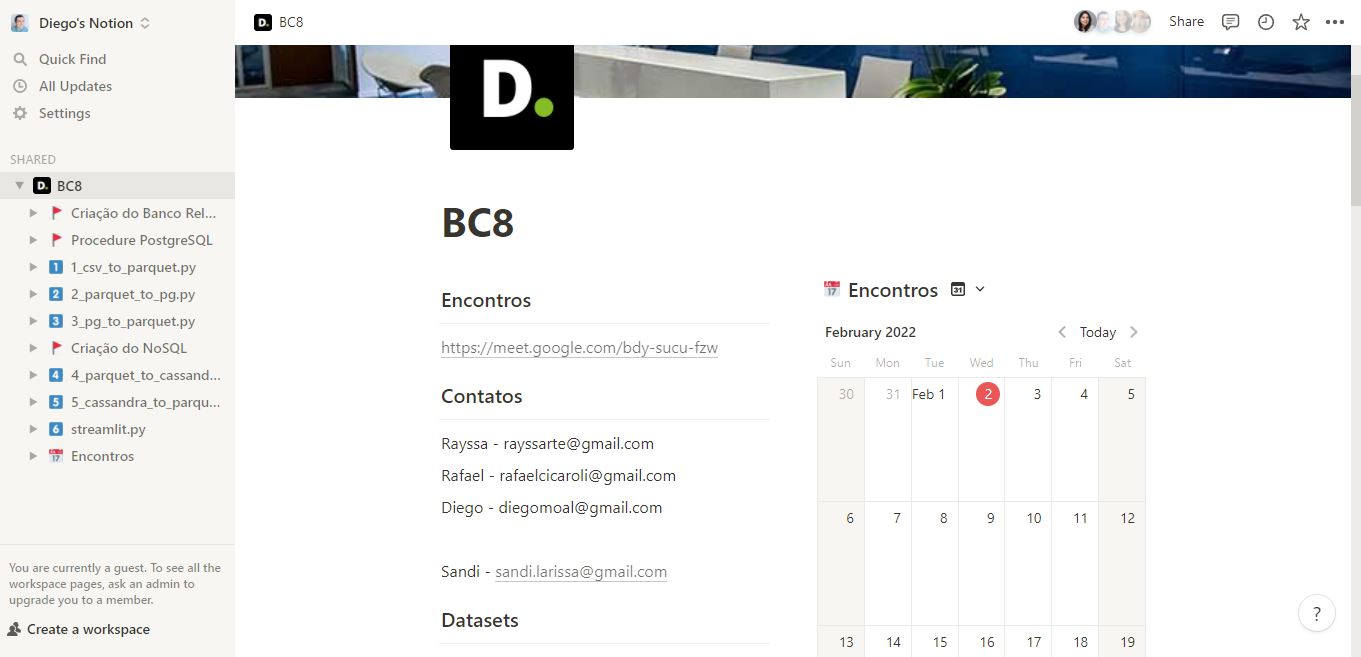 Diego's Notion
Quick Find
All Updates
Settings
SHARED
D. BC8
Criação do Banco Rel...
Procedure PostgreSQL
1 1_csv_to_parquet.py
2 2_parquet_to_pg.py
3 3_pg_to_parquet.py
Criação do NoSQL
4 4_parquet_to_cassand...
5 5_cassandra_to_parqu...
6 streamlit.py
17 Encontros
You are currently a guest. To see all the
workspace pages, ask an admin to
upgrade you to a member.
Create a workspace
D. BC8
Share
D.
BC8
Encontros
https://meet.google.com/bdy-sucu-fzw
Contatos
Rayssa - rayssarte@gmail.com
Rafael - rafaelcicaroli@gmail.com
Diego - diegomoal@gmail.com
Sandi - sandi.larissa@gmail.com
Datasets
17 Encontros 31
February 2022 Today
Sun Mon Tue Wed Thu Fri Sat
30 31 Feb 1 2 3 4 5
6 7 8 9 10 11 12
13 14 15 16 17 18 19
?